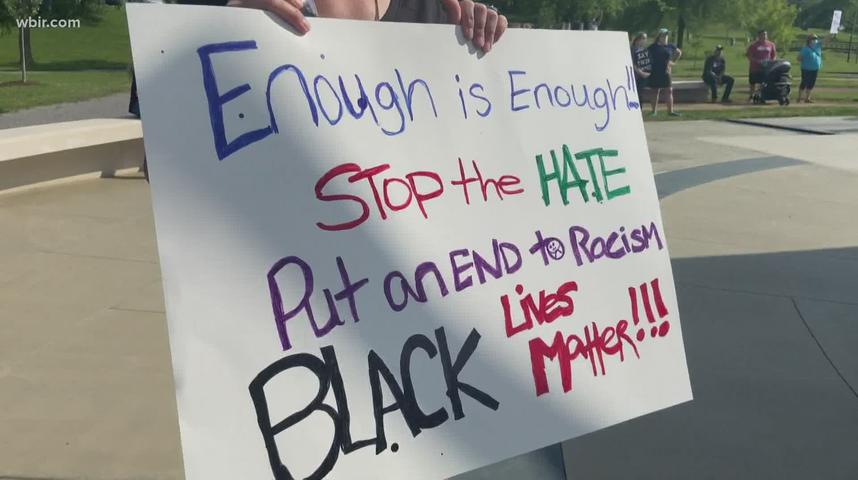 wbir.com
Enough is Enough!!
STOP the HATE
Put an END to Racism
BLACK Lives
Matter!!!